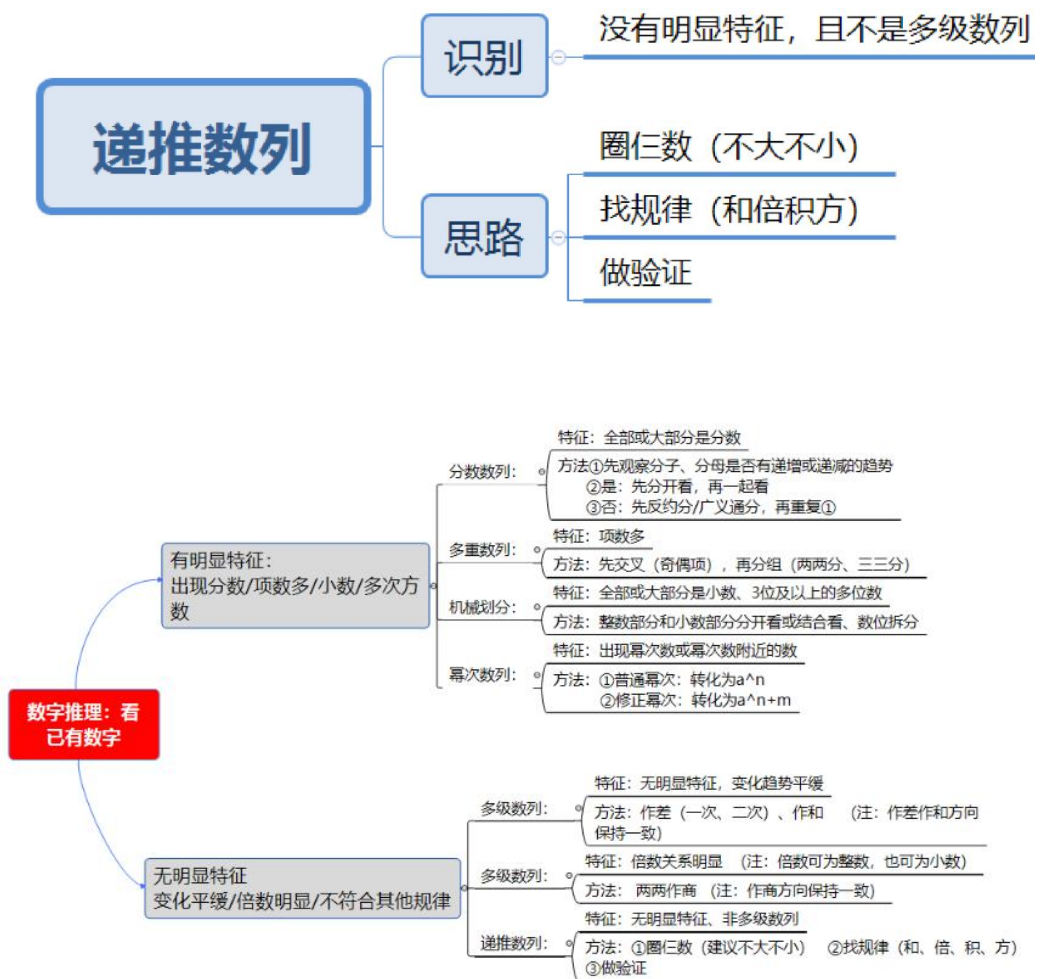 递推数列
识别
没有明显特征，且不是多级数列
思路
圈仨数（不大不小）
找规律（和倍积方）
做验证
数字推理：看
已有数字
有明显特征：
出现分数/项数多/小数/多次方
数
分数数列：
特征：全部或大部分是分数
方法①先观察分子、分母是否有递增或递减的趋势
②是：先分开看，再一起看
③否：先反约分/广义通分，再重复①
多重数列：
特征：项数多
方法：先交叉（奇偶项），再分组（两两分、三三分）
机械划分：
特征：全部或大部分是小数、3位及以上的多位数
方法：整数部分和小数部分分开看或结合看、数位拆分
幂次数列：
特征：出现幂次数或幂次数附近的数
方法：①普通幂次：转化为a^n
②修正幂次：转化为a^n+m
无明显特征
变化平缓/倍数明显/不符合其他规律
多级数列：
特征：无明显特征，变化趋势平缓
方法：作差（一次、二次）、作和 （注：作差作和方向
保持一致）
多级数列：
特征：倍数关系明显 （注：倍数可为整数，也可为小数）
方法： 两两作商 （注：作商方向保持一致）
递推数列：
特征：无明显特征、非多级数列
方法：①圈仨数（建议不大不小） ②找规律（和、倍、积、方）
③做验证